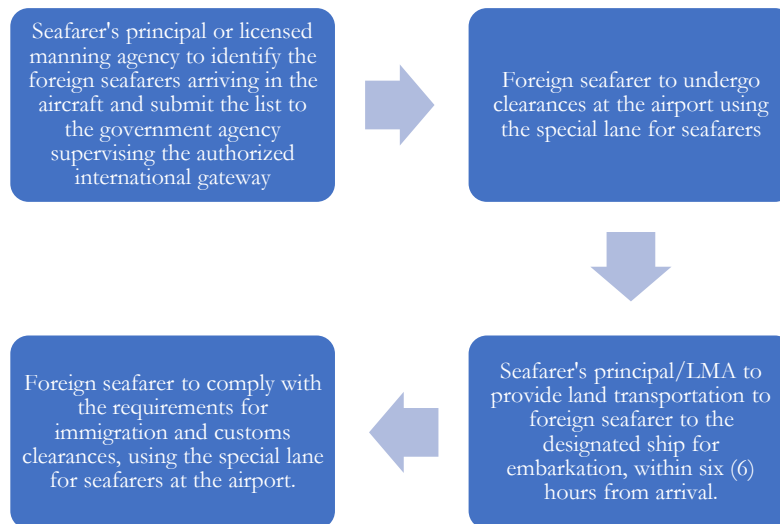 Seafarer's principal or licensed
manning agency to identify the
foreign seafarers arriving in the
aircraft and submit the list to
the government agency
supervising the authorized
international gateway
Foreign seafarer to undergo
clearances at the airport using
the special lane for seafarers
Seafarer's principal/LMA to
provide land transportation to
foreign seafarer to the
designated ship for
embarkation, within six (6)
hours from arrival.
Foreign seafarer to comply with
the requirements for
immigration and customs
clearances, using the special lane
for seafarers at the airport.